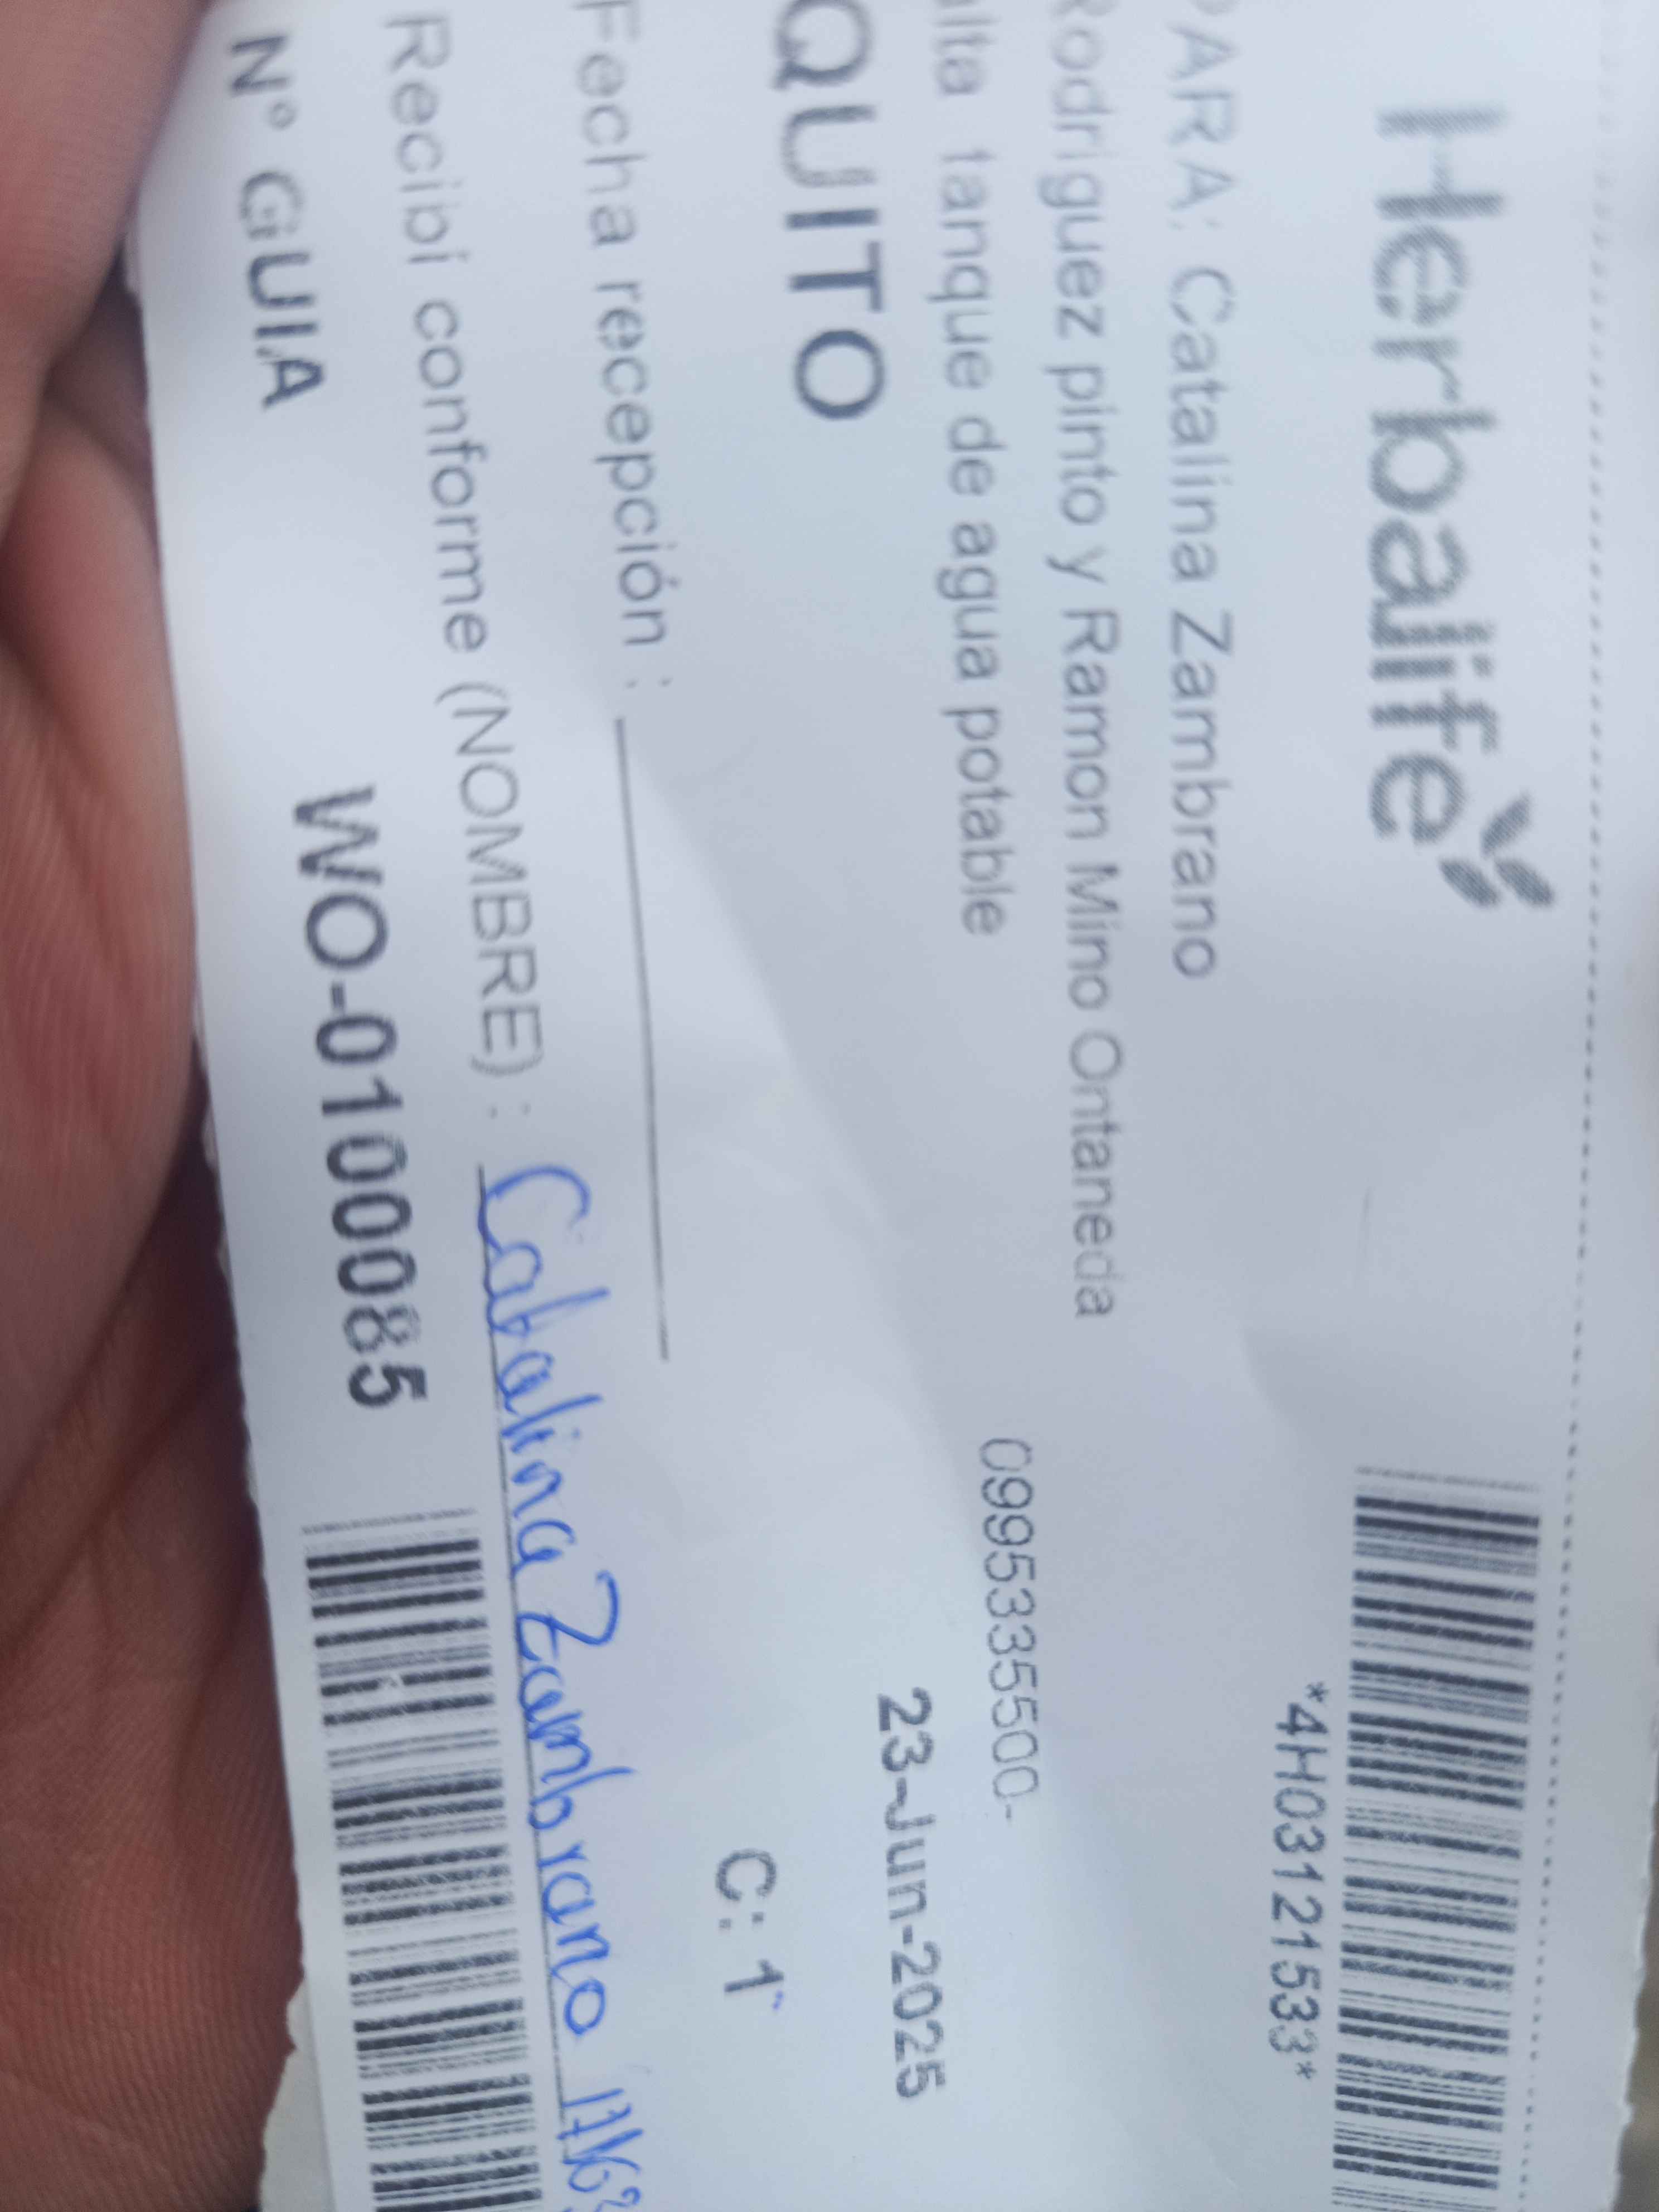 Herbalife
*4H03121533*
PARA: Catalina Zambrano
Rodriguez pinto y Ramon Mino Ontaneda
alta tanque de agua potable
0995335500-
23-Jun-2025
QUITO
C: 1
Fecha recepción :
Recibí conforme (NOMBRE) : Catalina Zambrano
N° GUIA WO-0100085